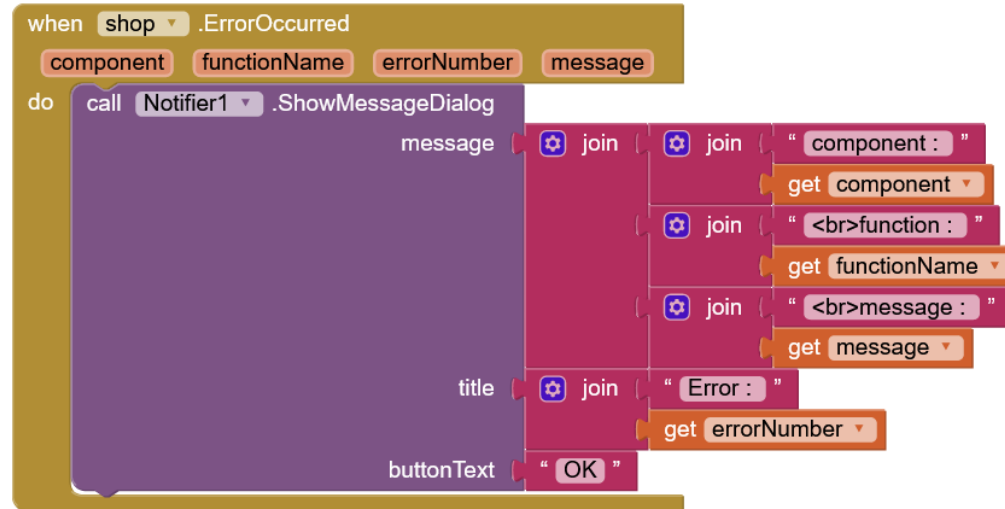 when shop .ErrorOccurred
component functionName errorNumber message
do call Notifier1 .ShowMessageDialog
message join join “ component : ”
get component
join “ <br>function : ”
get functionName
join “ <br>message : ”
get message
title join “ Error : ”
get errorNumber
buttonText “ OK ”